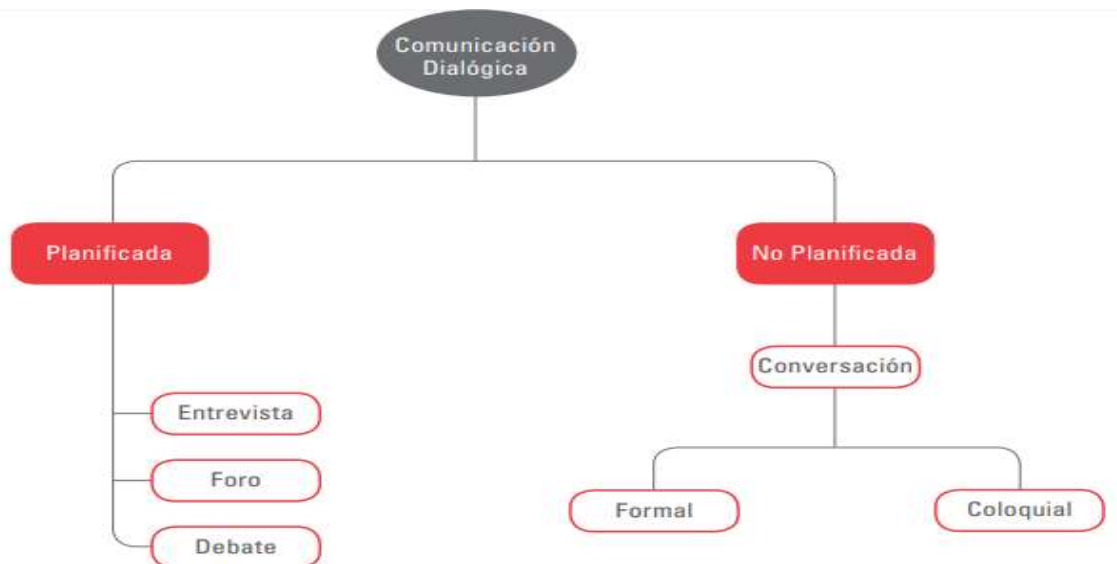 Comunicación
Dialógica
Planificada
No Planificada
Conversación
Entrevista
Foro
Formal
Coloquial
Debate